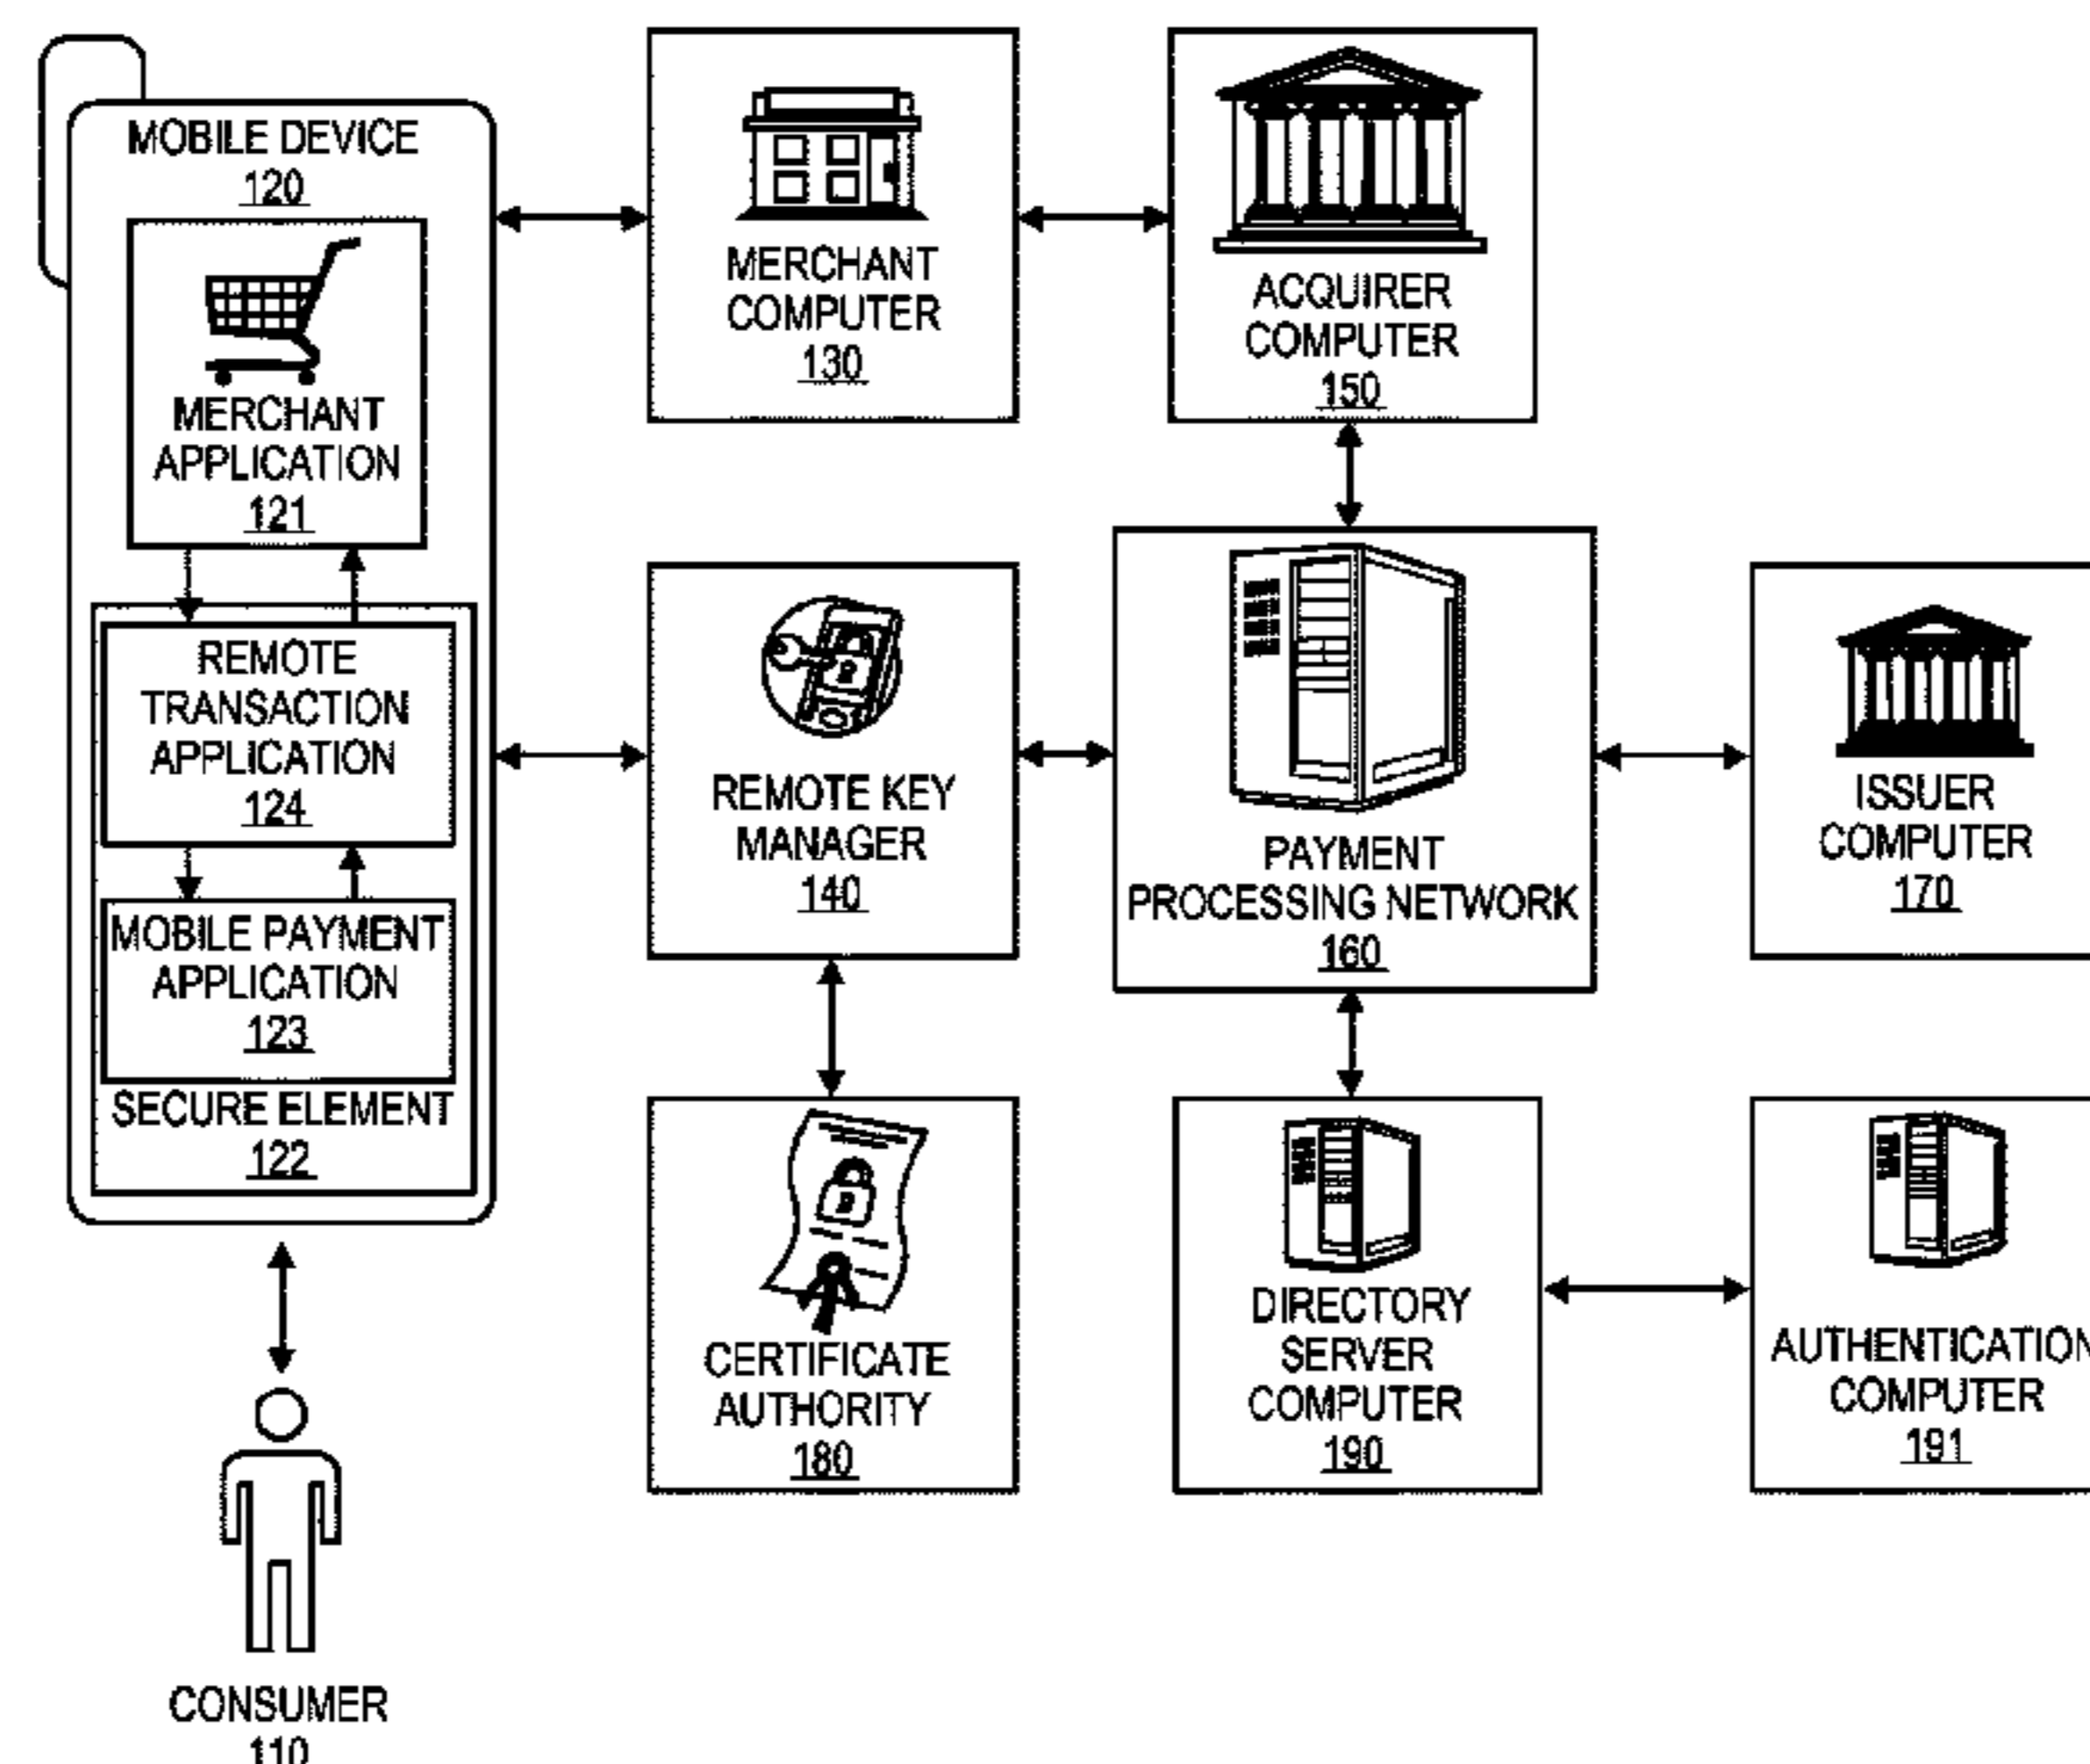 MOBILE DEVICE
120
MERCHANT
APPLICATION
121
REMOTE
TRANSACTION
APPLICATION
124
MOBILE PAYMENT
APPLICATION
123
SECURE ELEMENT
122
CONSUMER
110
MERCHANT
COMPUTER
130
ACQUIRER
COMPUTER
150
REMOTE KEY
MANAGER
140
PAYMENT
PROCESSING NETWORK
160
ISSUER
COMPUTER
170
CERTIFICATE
AUTHORITY
180
DIRECTORY
SERVER
COMPUTER
190
AUTHENTICATION
COMPUTER
191